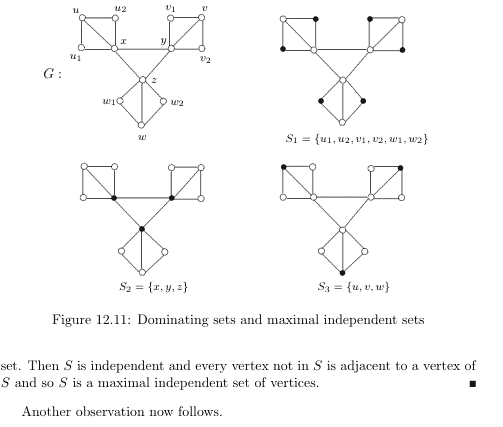 u u₂ v₁ v
x y
u₁ v₂
G :
z
w₁ w₂
w
S₁ = {u₁, u₂, v₁, v₂, w₁, w₂}
S₂ = {x, y, z}
S₃ = {u, v, w}
Figure 12.11: Dominating sets and maximal independent sets
set. Then S is independent and every vertex not in S is adjacent to a vertex of
S and so S is a maximal independent set of vertices. ■
Another observation now follows.